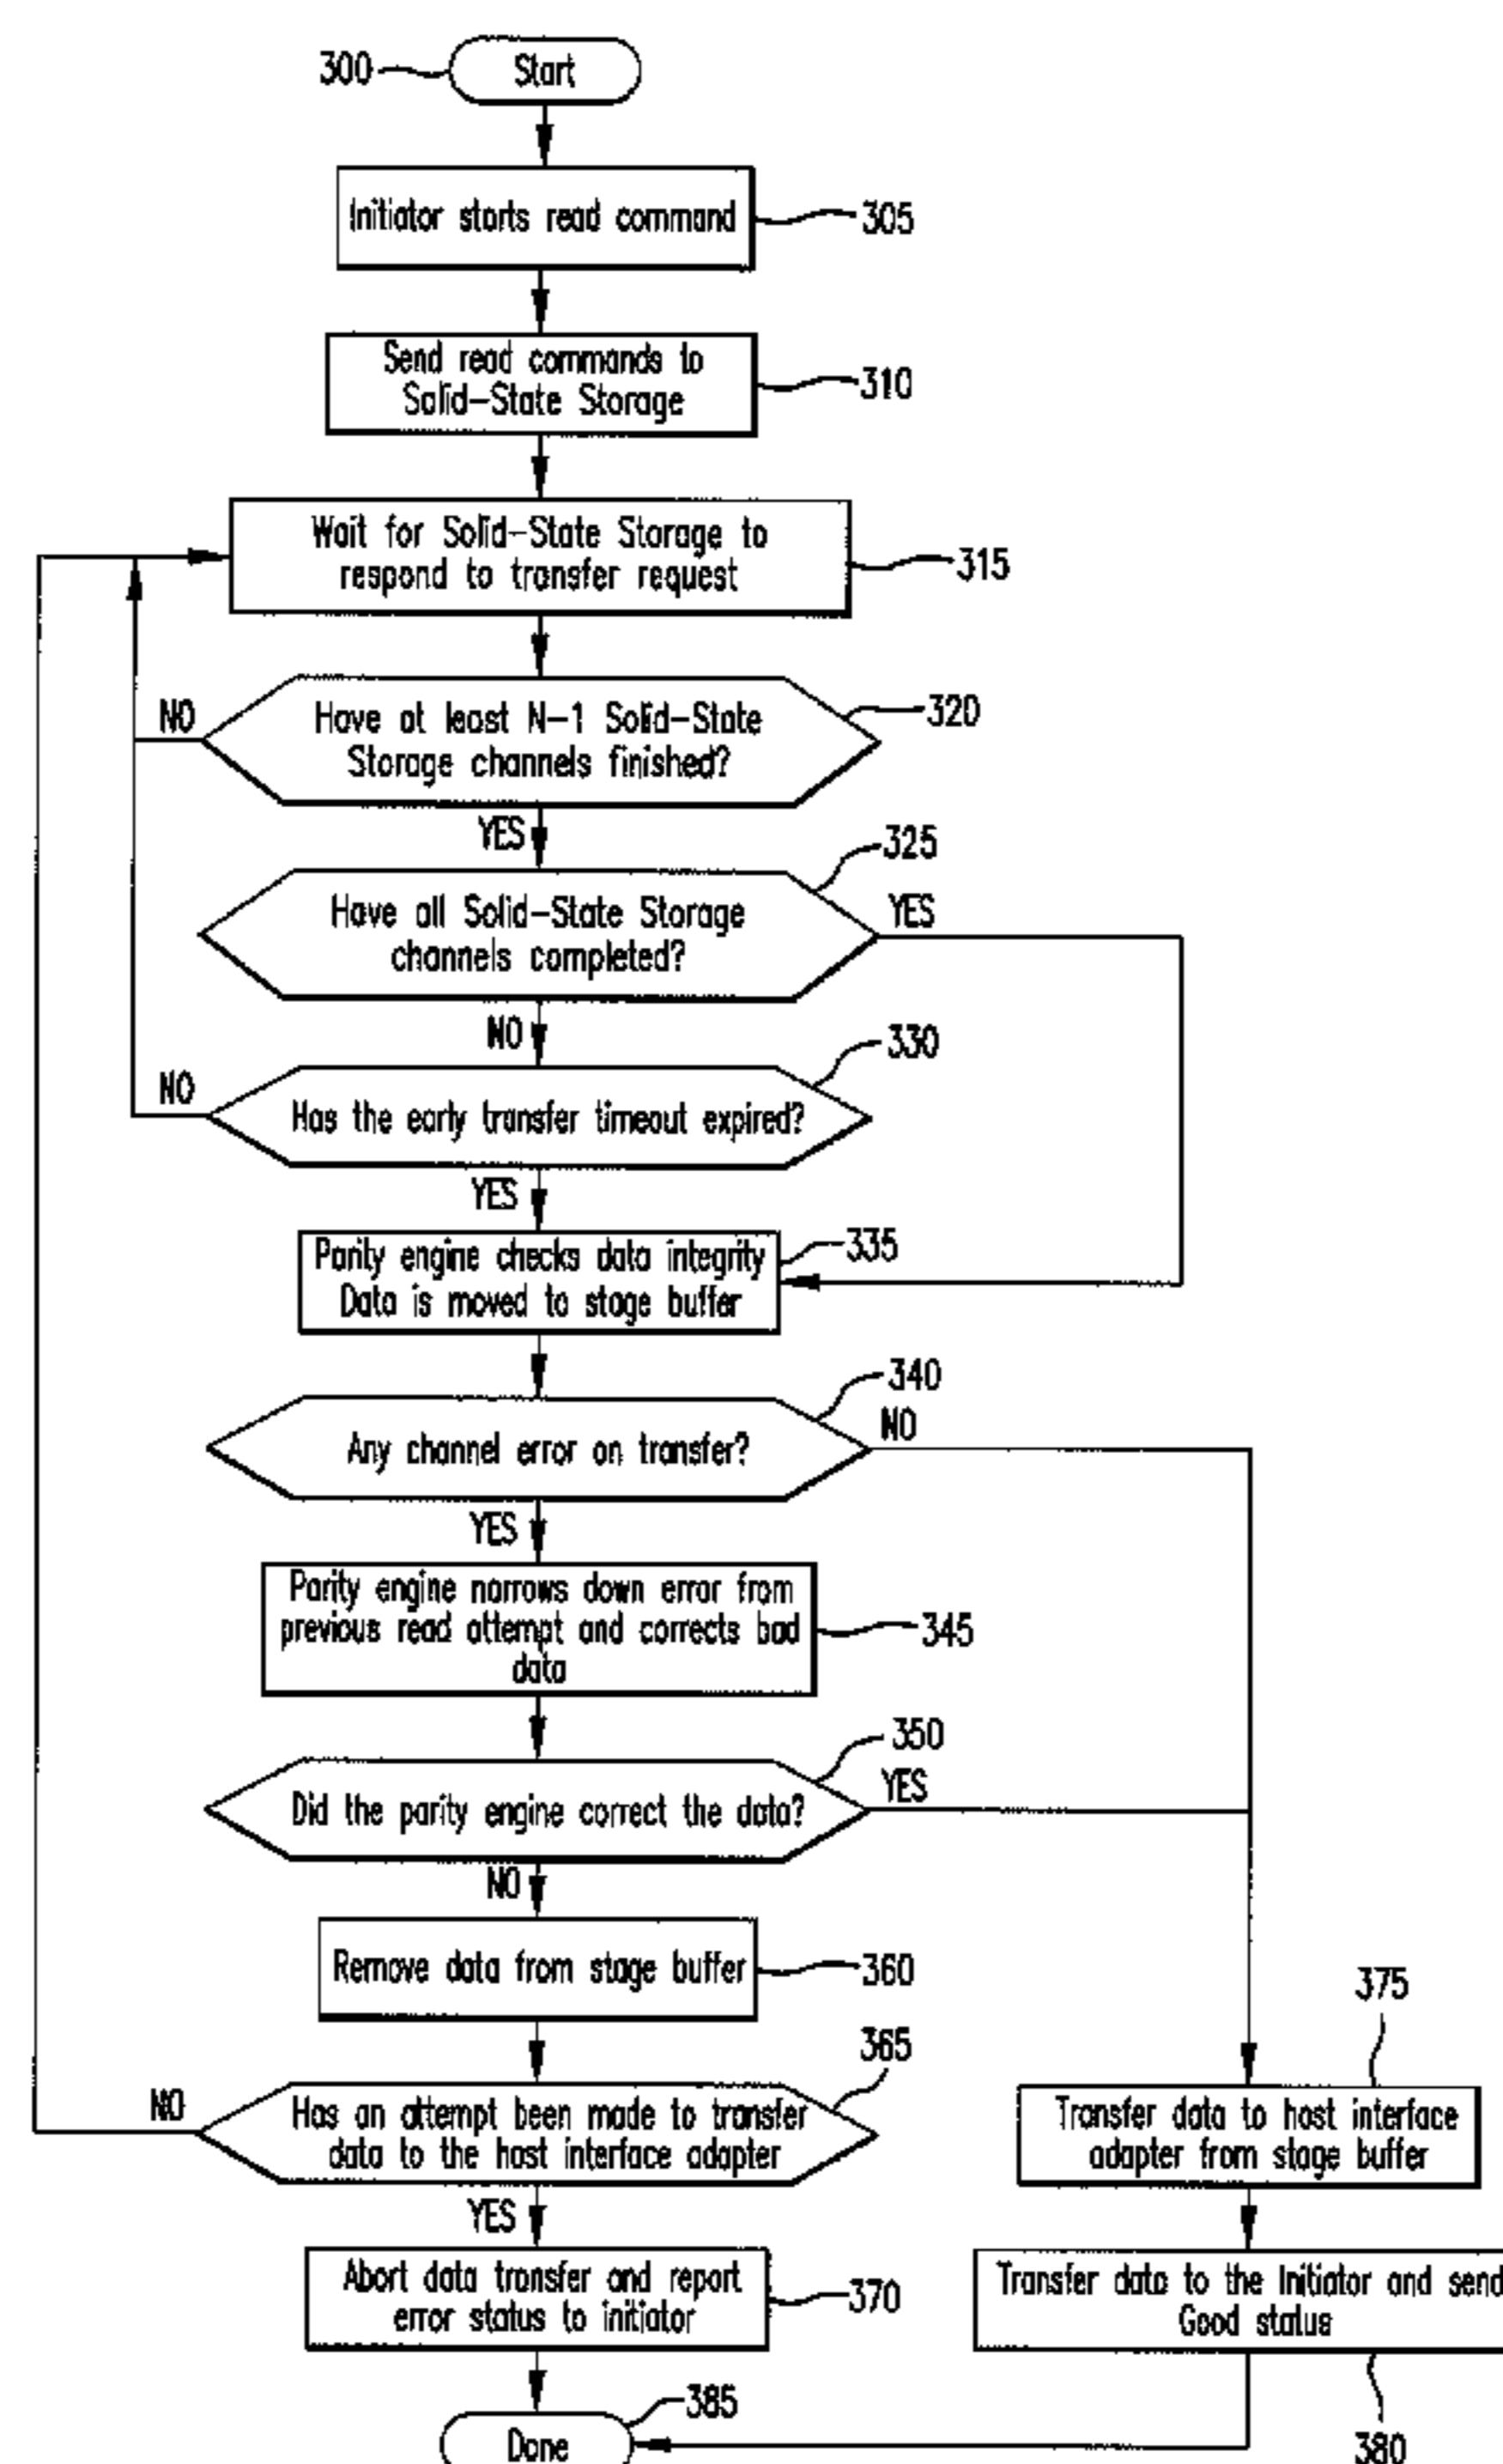 300
Start
Initiator starts read command
305
Send read commands to
Solid-State Storage
310
Wait for Solid-State Storage to
respond to transfer request
315
Have at least N-1 Solid-State
Storage channels finished?
320
NO
YES
325
Have all Solid-State Storage
channels completed?
YES
NO
330
Has the early transfer timeout expired?
NO
YES
Parity engine checks data integrity
Data is moved to stage buffer
335
340
Any channel error on transfer?
NO
YES
Parity engine narrows down error from
previous read attempt and corrects bad
data
345
350
Did the parity engine correct the data?
YES
NO
Remove data from stage buffer
360
365
Has an attempt been made to transfer
data to the host interface adapter
NO
YES
375
Transfer data to host interface
adapter from stage buffer
Abort data transfer and report
error status to initiator
370
Transfer data to the Initiator and send
Good status
380
385
Done